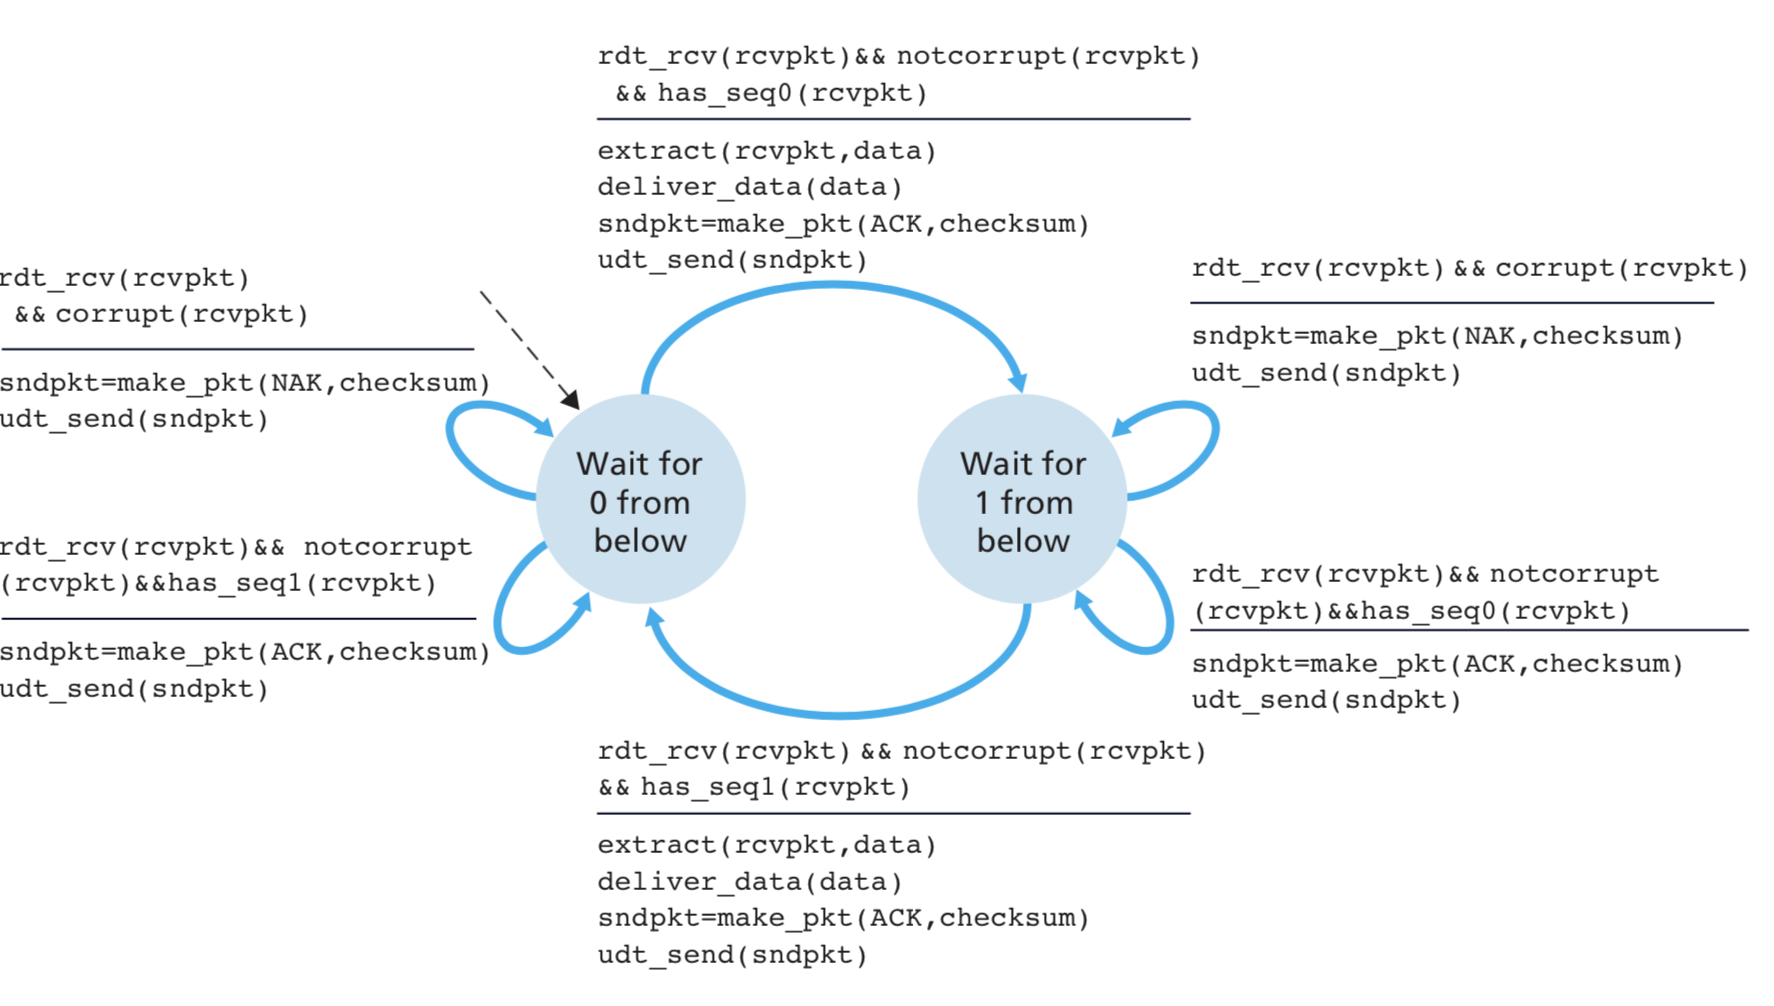 rdt_rcv(rcvpkt)&& notcorrupt(rcvpkt)
&& has_seq0(rcvpkt)
extract(rcvpkt,data)
deliver_data(data)
sndpkt=make_pkt(ACK,checksum)
udt_send(sndpkt)
rdt_rcv(rcvpkt)
&& corrupt(rcvpkt)
sndpkt=make_pkt(NAK,checksum)
udt_send(sndpkt)
rdt_rcv(rcvpkt) && corrupt(rcvpkt)
sndpkt=make_pkt(NAK,checksum)
udt_send(sndpkt)
Wait for
0 from
below
Wait for
1 from
below
rdt_rcv(rcvpkt)&& notcorrupt
(rcvpkt)&&has_seq1(rcvpkt)
sndpkt=make_pkt(ACK,checksum)
udt_send(sndpkt)
rdt_rcv(rcvpkt)&& notcorrupt
(rcvpkt)&&has_seq0(rcvpkt)
sndpkt=make_pkt(ACK,checksum)
udt_send(sndpkt)
rdt_rcv(rcvpkt) && notcorrupt(rcvpkt)
&& has_seq1(rcvpkt)
extract(rcvpkt,data)
deliver_data(data)
sndpkt=make_pkt(ACK,checksum)
udt_send(sndpkt)